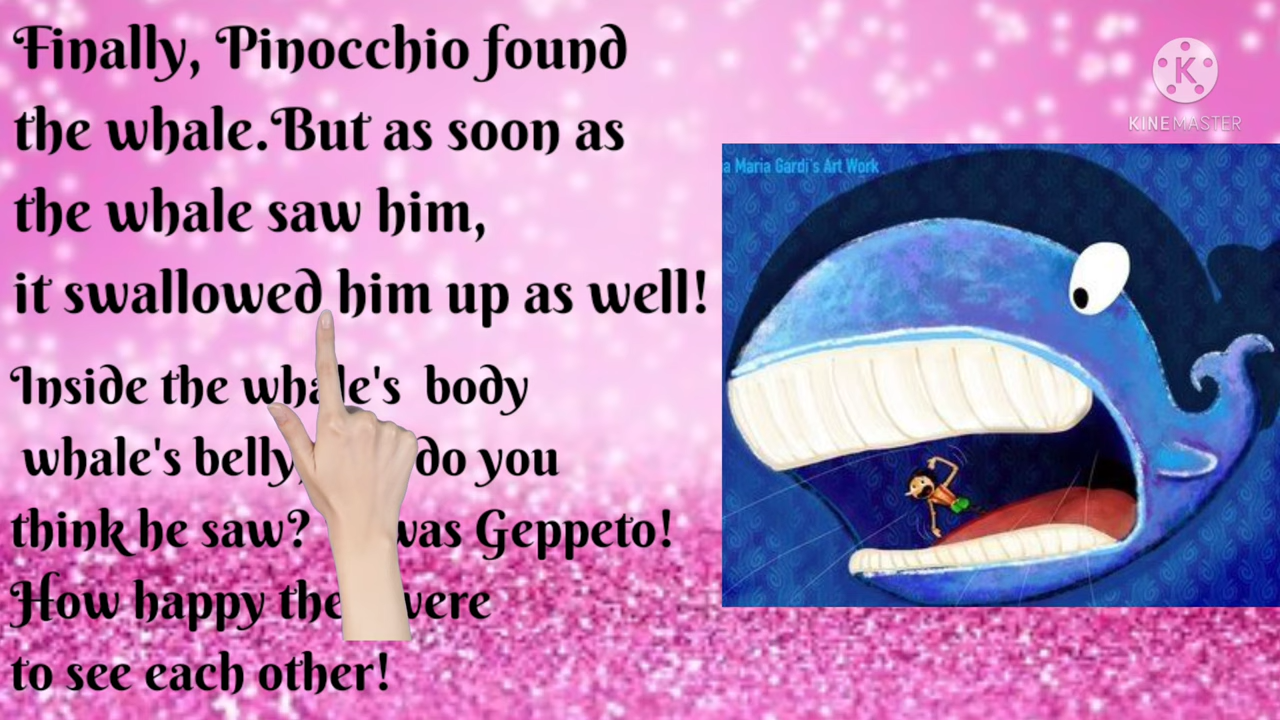 Finally, Pinocchio found
the whale.But as soon as
the whale saw him,
it swallowed him up as well!
Inside the whale's body
whale's belly, do you
think he saw? was Geppeto!
How happy were
to see each other!
KINEMASTER
a Maria Gardi's Art Work